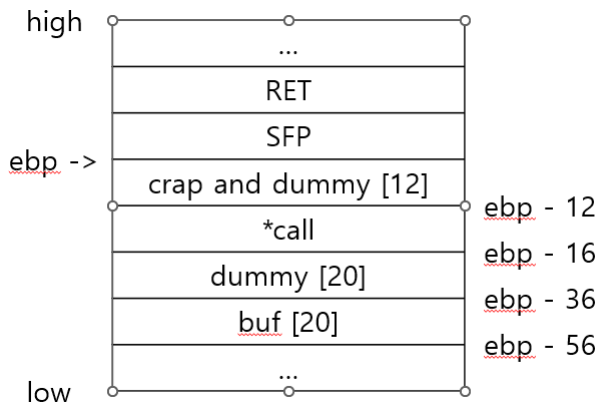 high
...
RET
SFP
ebp ->
crap and dummy [12]
ebp - 12
*call
ebp - 16
dummy [20]
ebp - 36
buf [20]
ebp - 56
...
low